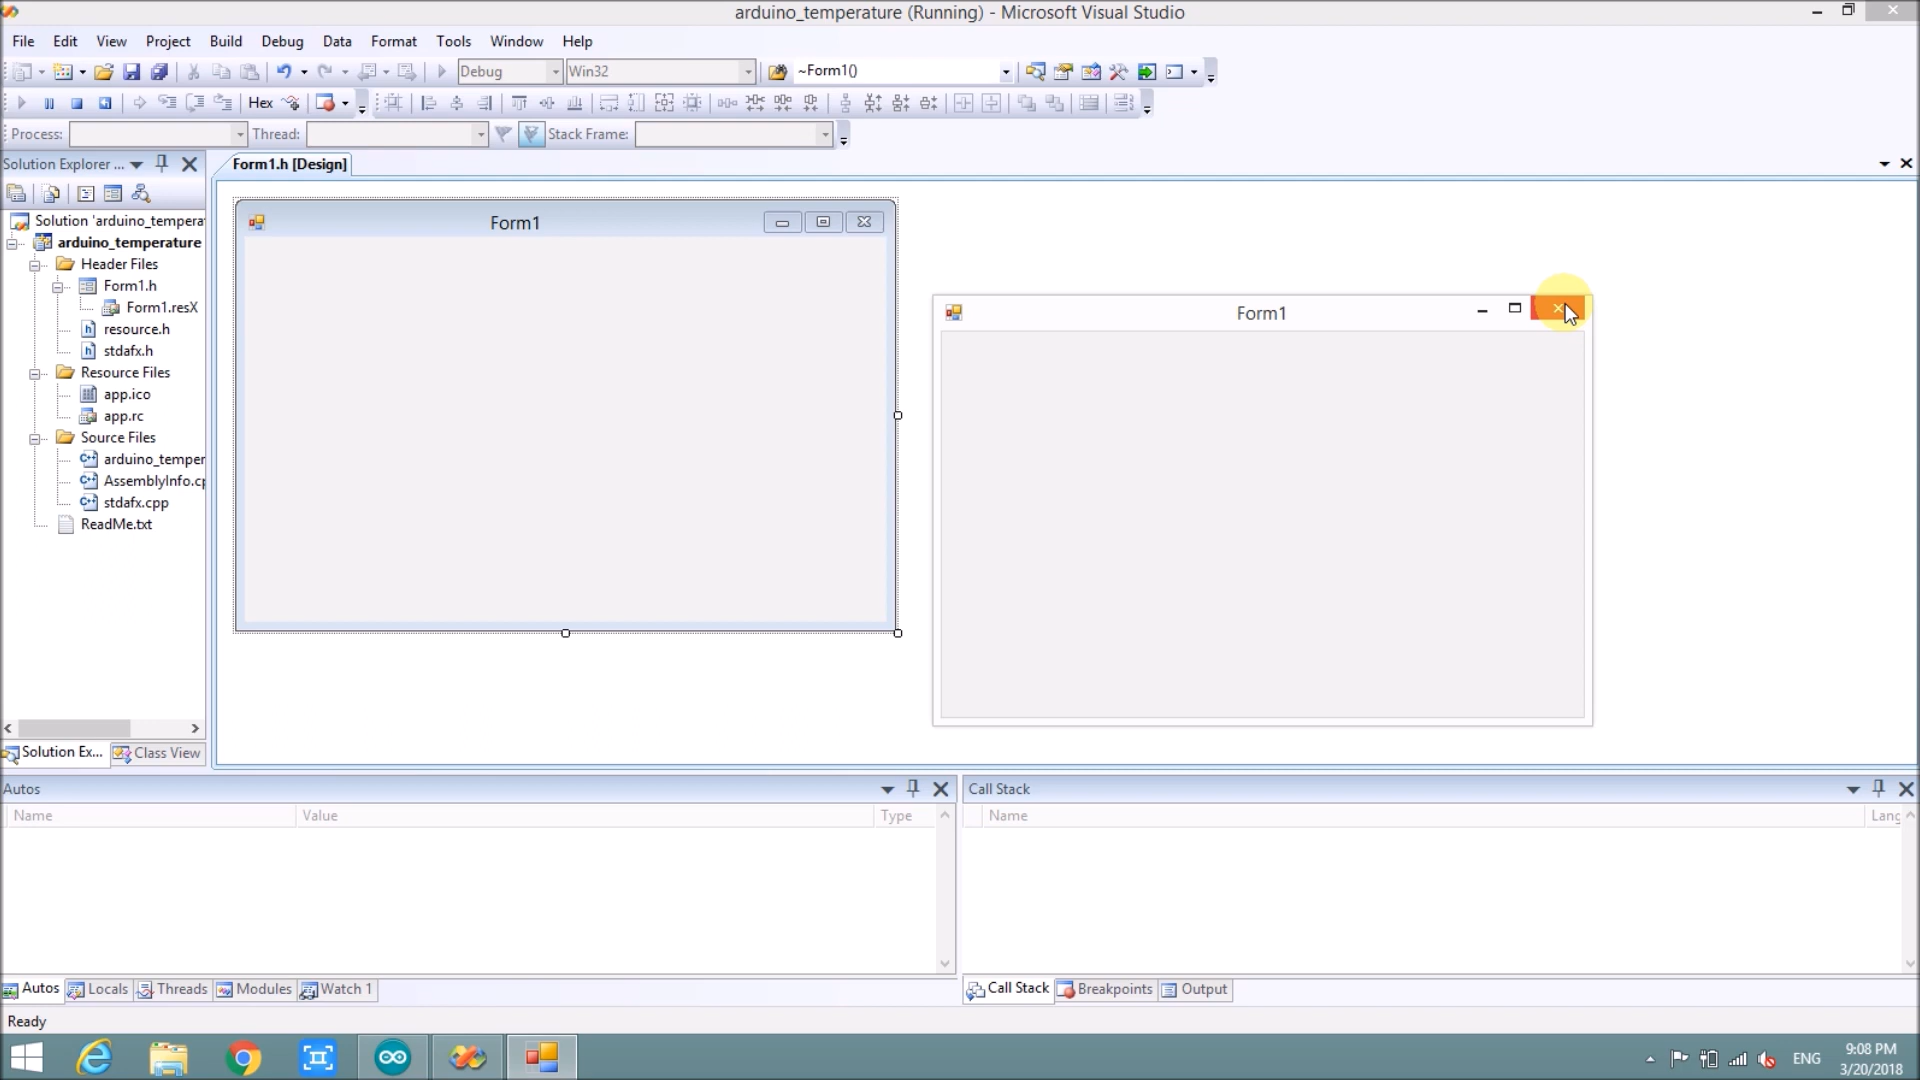 arduino_temperature (Running) - Microsoft Visual Studio
File Edit View Project Build Debug Data Format Tools Window Help
Debug Win32 ~Form1()
Hex
Process: Thread: Stack Frame:
Solution Explorer ...
Form1.h [Design]
Solution 'arduino_tempera
arduino_temperature
Header Files
Form1.h
Form1.resX
resource.h
stdafx.h
Resource Files
app.ico
app.rc
Source Files
arduino_temper
AssemblyInfo.cp
stdafx.cpp
ReadMe.txt
Solution Ex... Class View
Form1
Form1
Autos
Name Value Type
Call Stack
Name Lang
Autos Locals Threads Modules Watch 1
Call Stack Breakpoints Output
Ready
ENG
9:08 PM
3/20/2018